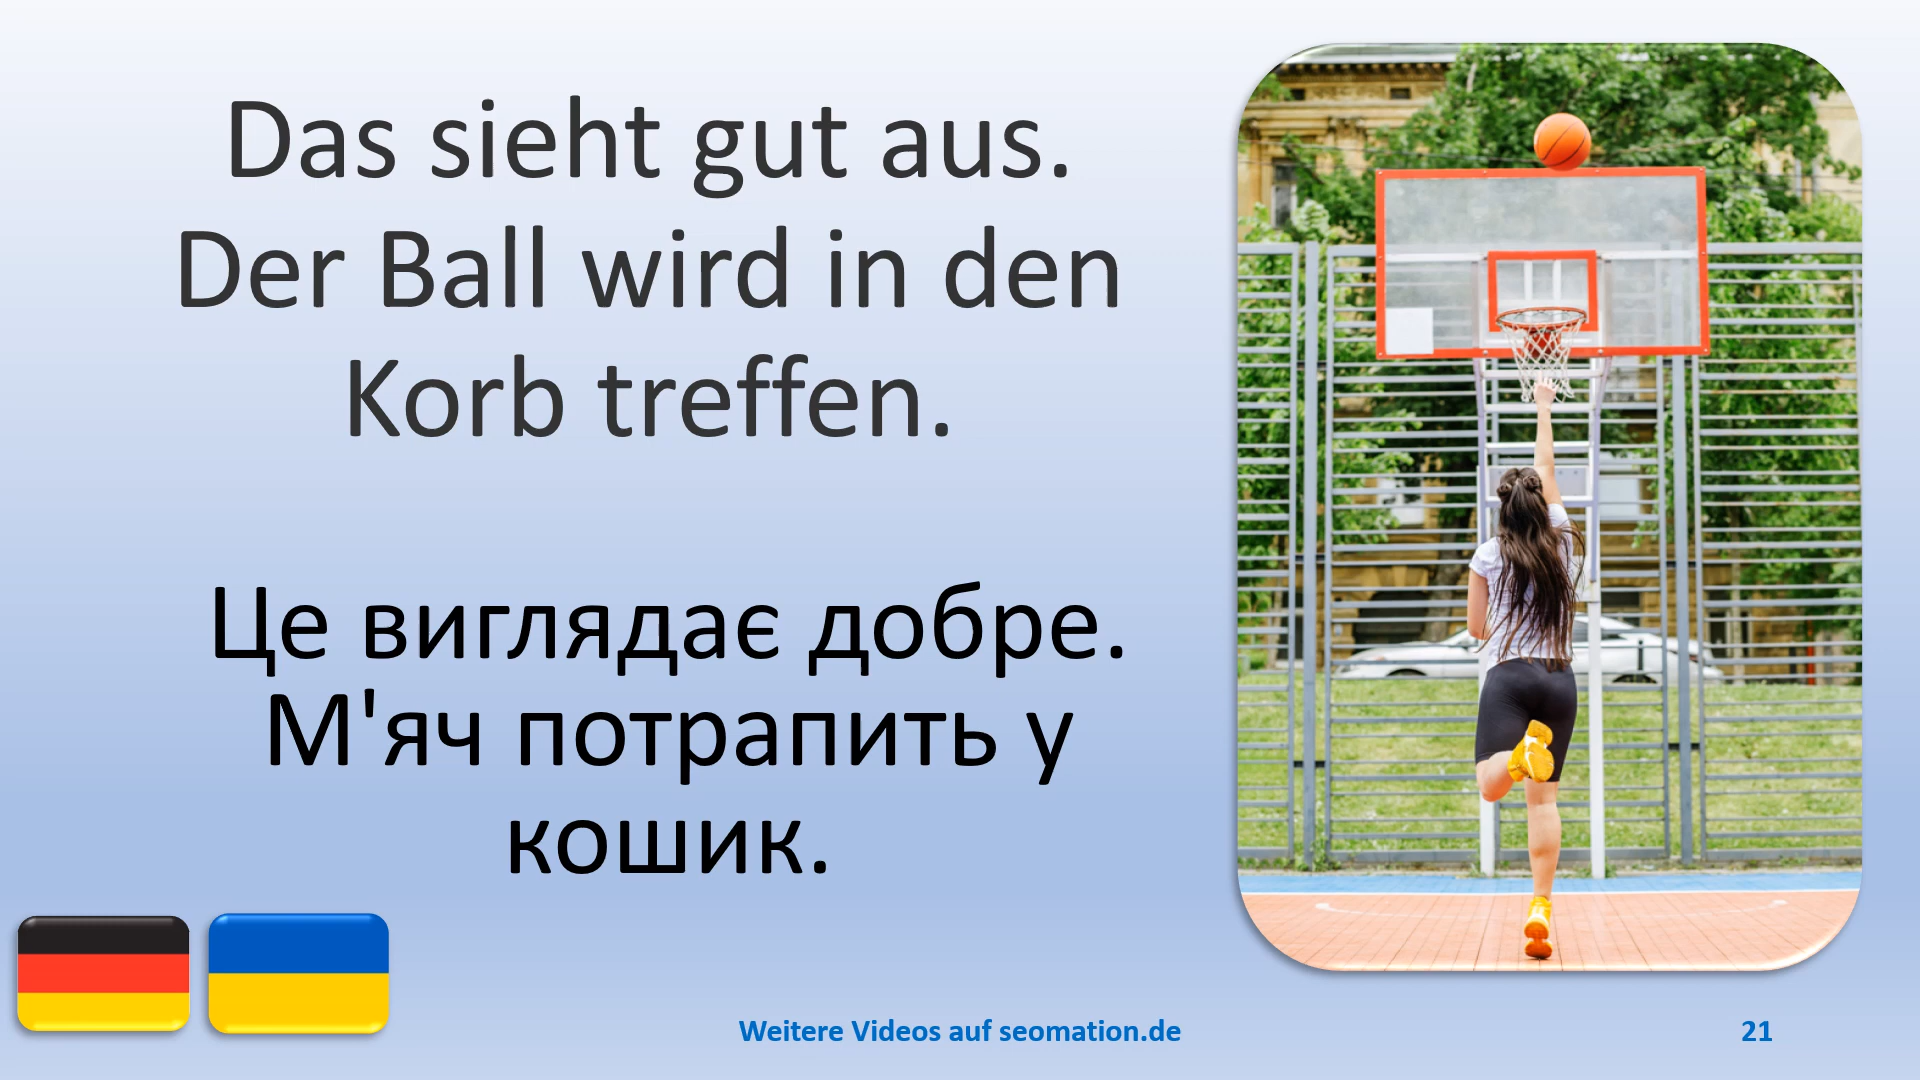 Das sieht gut aus.
Der Ball wird in den
Korb treffen.
Це виглядає добре.
М'яч потрапить у
кошик.
Weitere Videos auf seomation.de
21